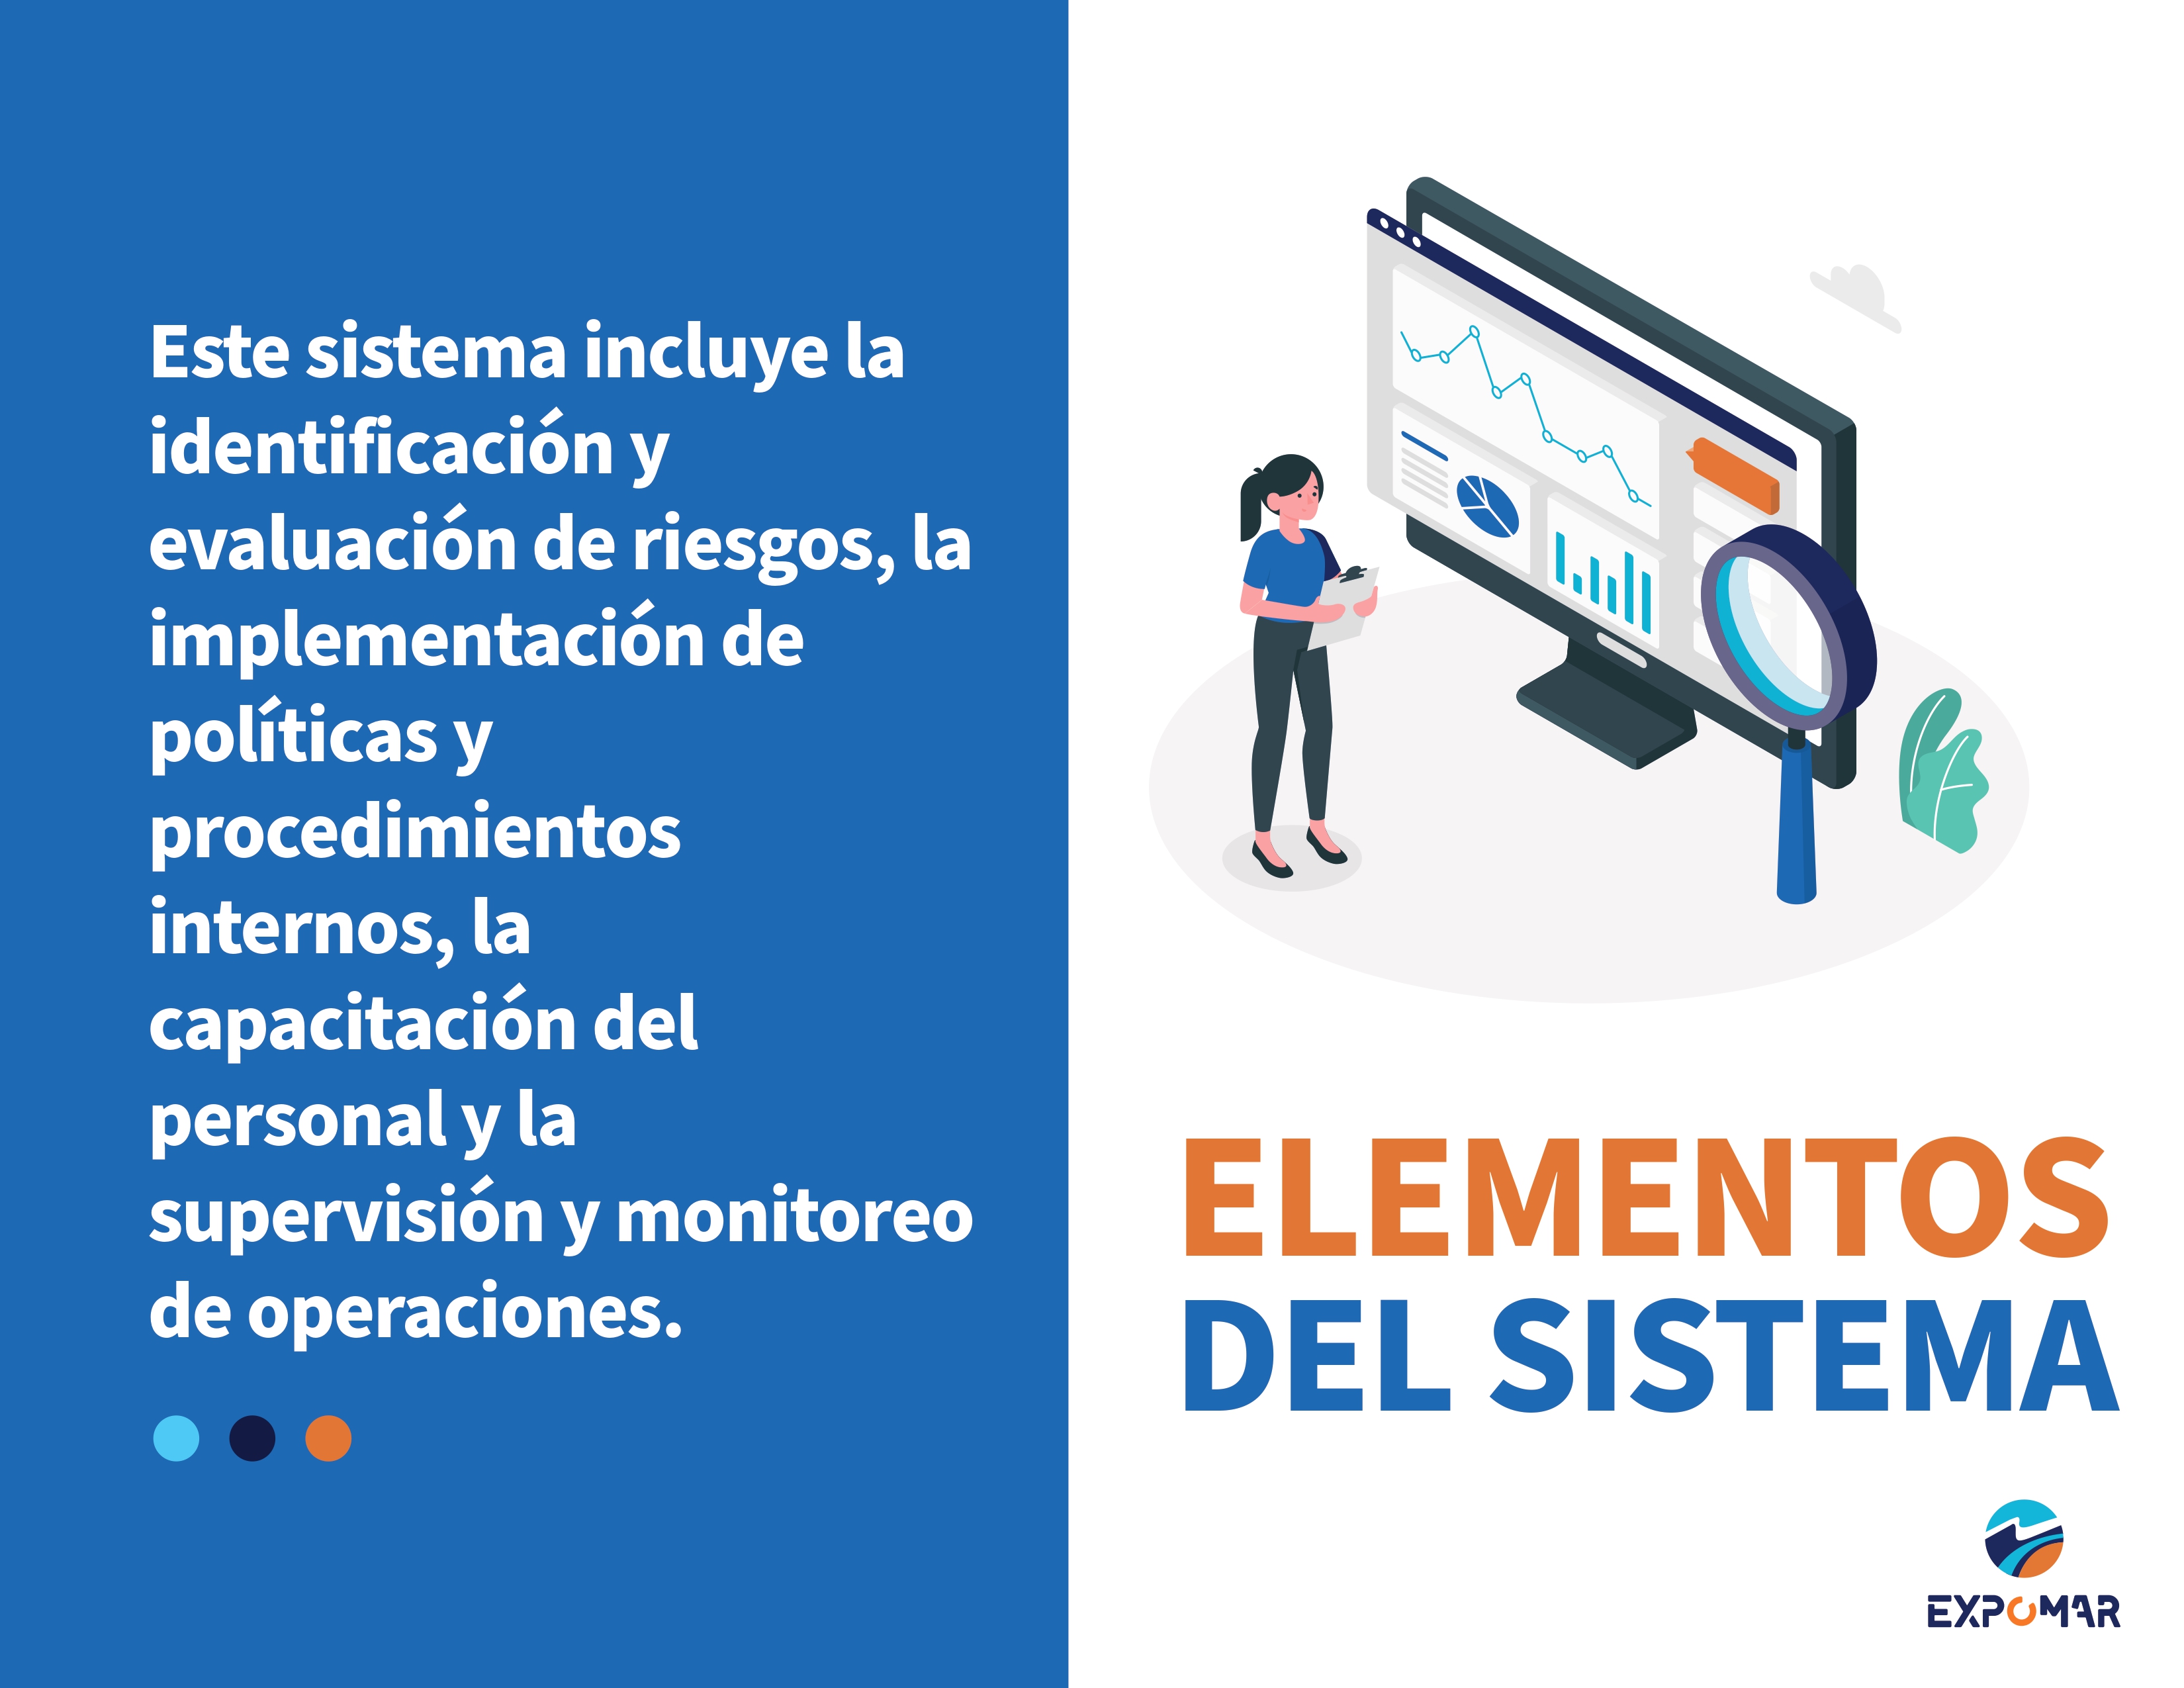 Este sistema incluye la
identificación y
evaluación de riesgos, la
implementación de
políticas y
procedimientos
internos, la
capacitación del
personal y la
supervisión y monitoreo
de operaciones.
ELEMENTOS
DEL SISTEMA
EXPOMAR